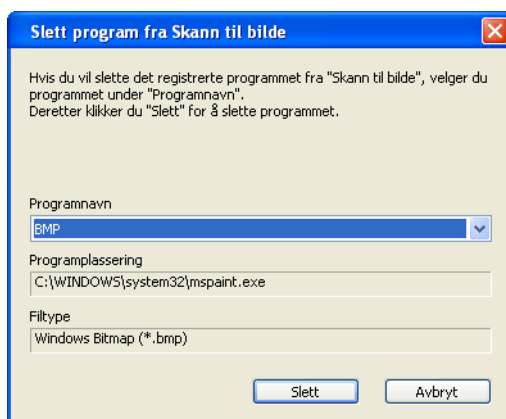 Slett program fra Skann til bilde
Hvis du vil slette det registrerte programmet fra "Skann til bilde", velger du
programmet under "Programnavn".
Deretter klikker du "Slett" for å slette programmet.
Programnavn
BMP
Programplassering
C:\WINDOWS\system32\mspaint.exe
Filtype
Windows Bitmap (*.bmp)
Slett
Avbryt